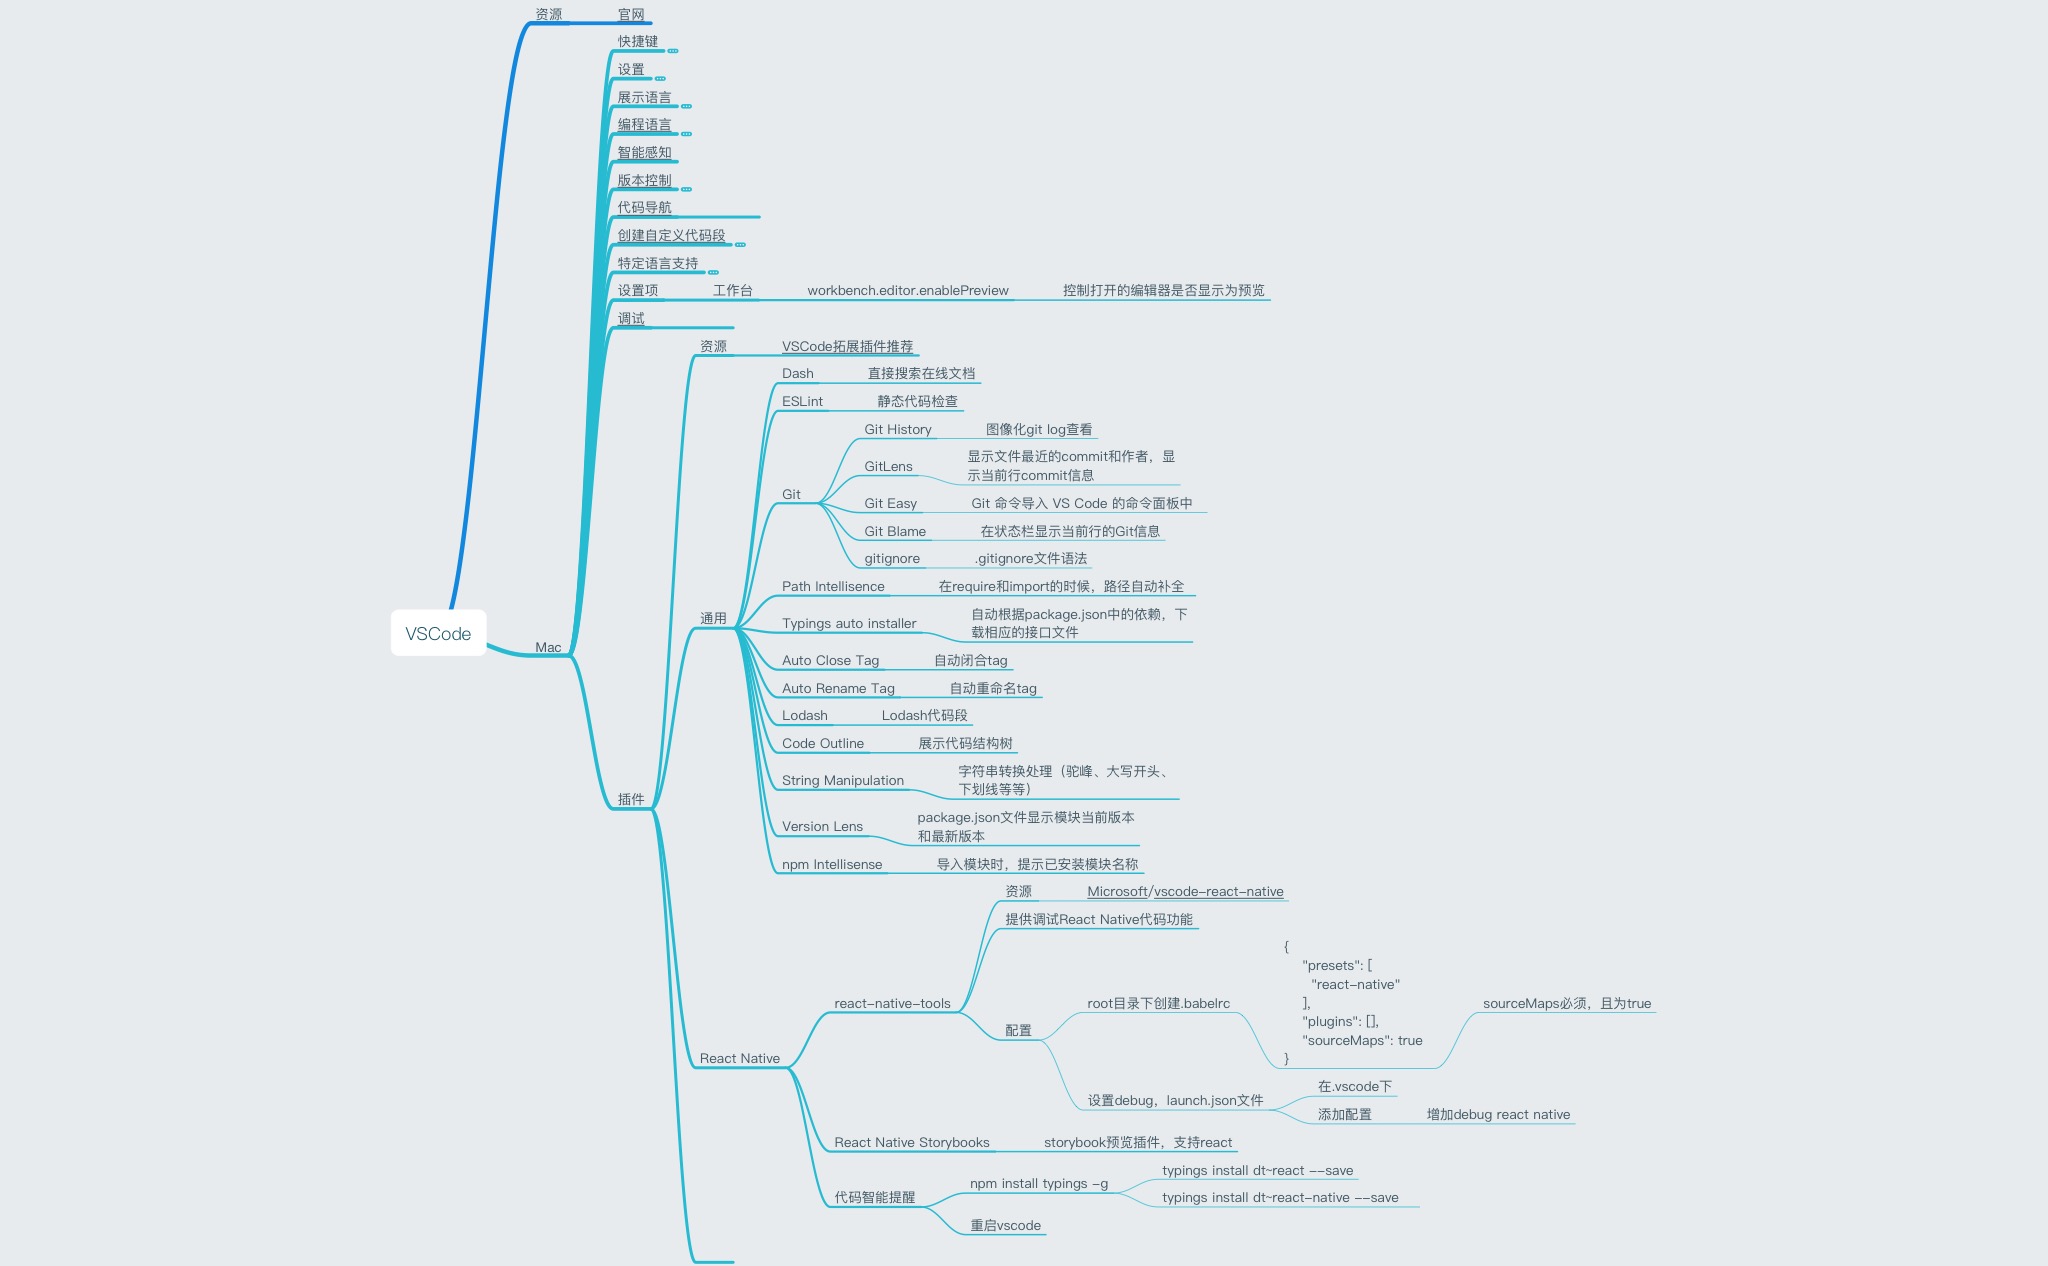 资源
官网
快捷键
设置
展示语言
编程语言
智能感知
版本控制
代码导航
创建自定义代码段
特定语言支持
设置项
工作台
workbench.editor.enablePreview
控制打开的编辑器是否显示为预览
调试
资源
VSCode拓展插件推荐
Dash
直接搜索在线文档
ESLint
静态代码检查
Git
Git History
图像化git log查看
GitLens
显示文件最近的commit和作者，显
示当前行commit信息
Git Easy
Git 命令导入 VS Code 的命令面板中
Git Blame
在状态栏显示当前行的Git信息
gitignore
.gitignore文件语法
通用
Path Intellisence
在require和import的时候，路径自动补全
Typings auto installer
自动根据package.json中的依赖，下
载相应的接口文件
VSCode
Mac
Auto Close Tag
自动闭合tag
Auto Rename Tag
自动重命名tag
Lodash
Lodash代码段
Code Outline
展示代码结构树
String Manipulation
字符串转换处理（驼峰、大写开头、
下划线等等）
插件
Version Lens
package.json文件显示模块当前版本
和最新版本
npm Intellisense
导入模块时，提示已安装模块名称
React Native
react-native-tools
资源
Microsoft/vscode-react-native
提供调试React Native代码功能
配置
root目录下创建.babelrc
{
"presets": [
"react-native"
],
"plugins": [],
"sourceMaps": true
}
sourceMaps必须，且为true
设置debug，launch.json文件
在.vscode下
添加配置
增加debug react native
React Native Storybooks
storybook预览插件，支持react
代码智能提醒
npm install typings -g
typings install dt~react --save
typings install dt~react-native --save
重启vscode